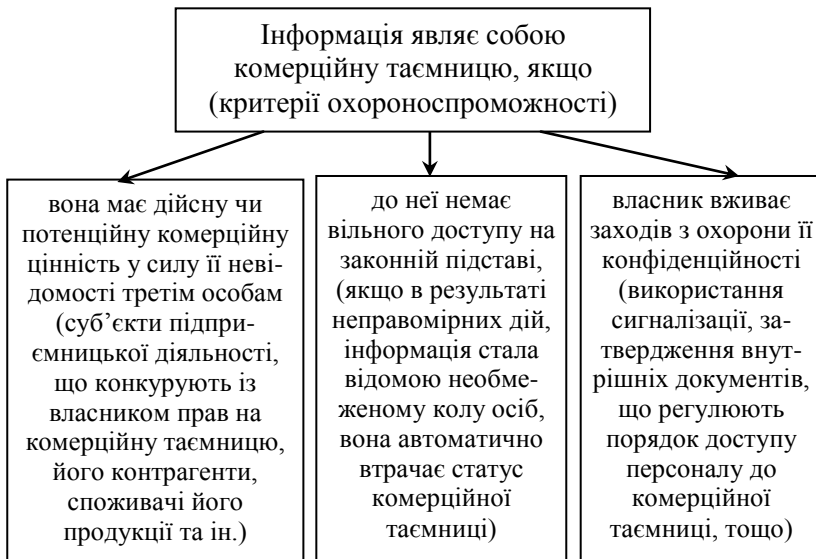 Інформація являє собою
комерційну таємницю, якщо
(критерії охороноспроможності)
вона має дійсну чи
потенційну комерційну
цінність у силу її неві-
домості третім особам
(суб’єкти підпри-
ємницької діяльності,
що конкурують із
власником прав на
комерційну таємницю,
його контрагенти,
споживачі його
продукції та ін.)
до неї немає
вільного доступу на
законній підставі,
(якщо в результаті
неправомірних дій,
інформація стала
відомою необме-
женому колу осіб,
вона автоматично
втрачає статус
комерційної
таємниці)
власник вживає
заходів з охорони її
конфіденційності
(використання
сигналізації, за-
твердження внут-
рішніх документів,
що регулюють
порядок доступу
персоналу до
комерційної
таємниці, тощо)